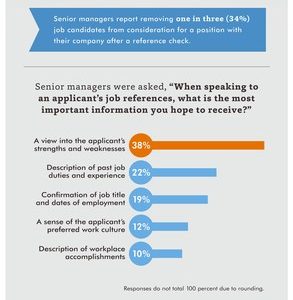 Senior managers report removing one in three (34%)
job candidates from consideration for a position with
their company after a reference check.
Senior managers were asked, "When speaking to
an applicant's job references, what is the most
important information you hope to receive?"
A view into the applicant's
strengths and weaknesses
38%
Description of past job
duties and experience
22%
Confirmation of job title
and dates of employment
19%
A sense of the applicant's
preferred work culture
12%
Description of workplace
accomplishments
10%
Responses do not total 100 percent due to rounding.